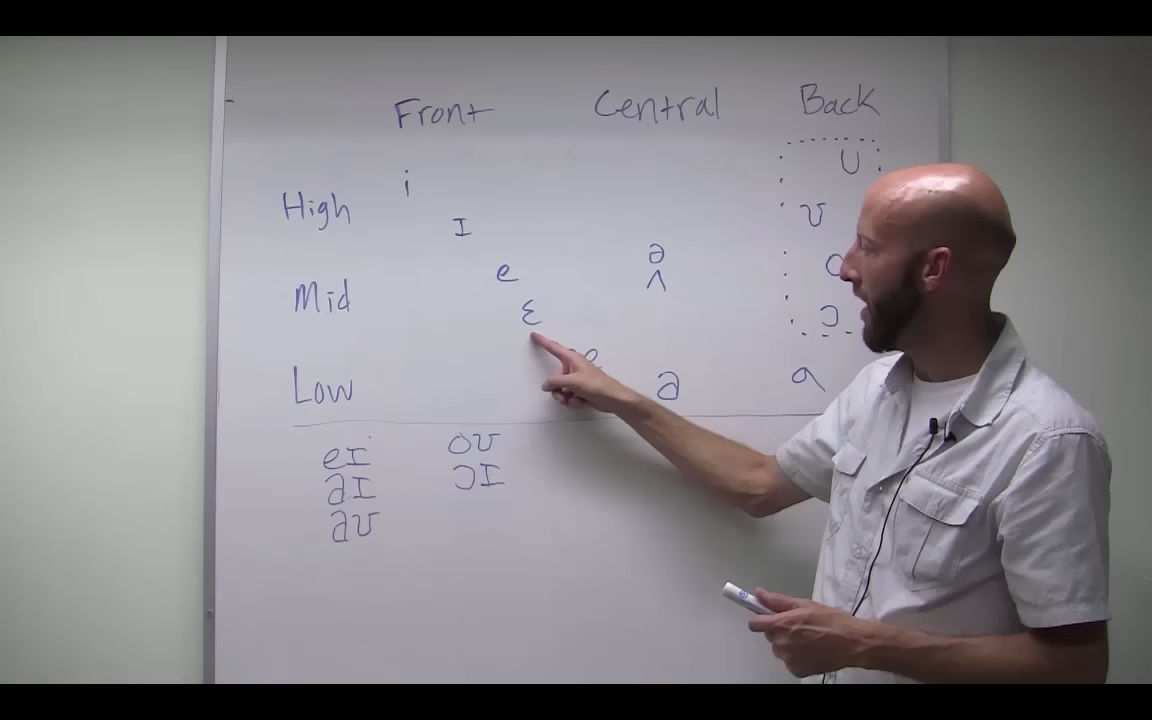 Front Central Back
i u
High
ɪ ʊ
ə
e ʌ
Mid
ɛ ɔ
Low a ɑ
eɪ oʊ
aɪ ɔɪ
aʊ